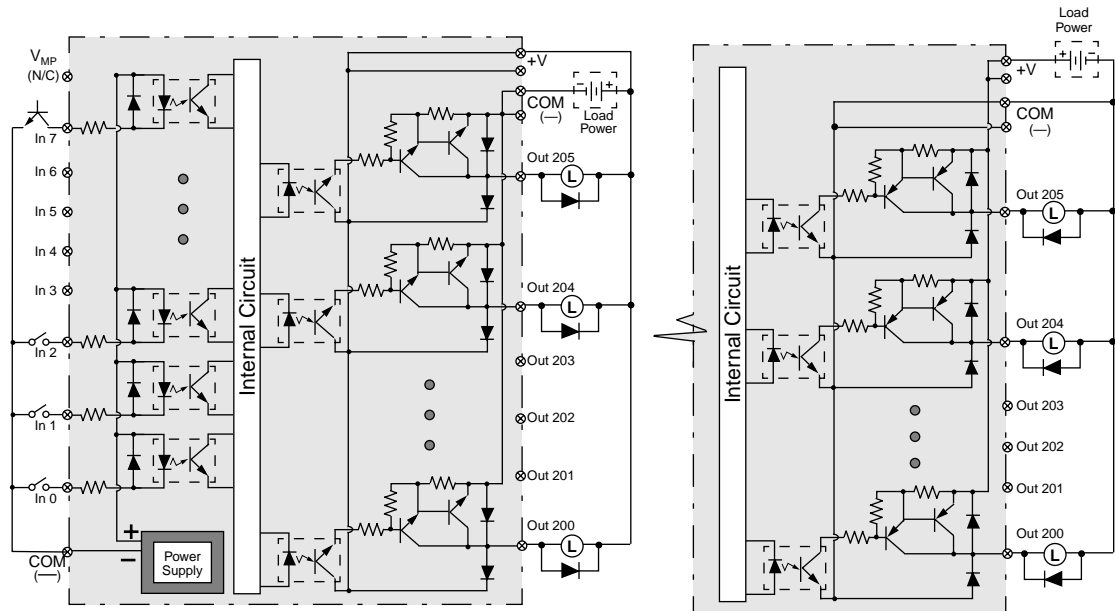 V MP
(N/C)
In 7
In 6
In 5
In 4
In 3
In 2
In 1
In 0
COM
(—)
+
−
Power
Supply
Internal Circuit
+V
COM
(—)
- +
Load
Power
Out 205
L
Out 204
L
Out 203
Out 202
Out 201
Out 200
L
Internal Circuit
Load
Power
+ -
+V
COM
(—)
Out 205
L
Out 204
L
Out 203
Out 202
Out 201
Out 200
L